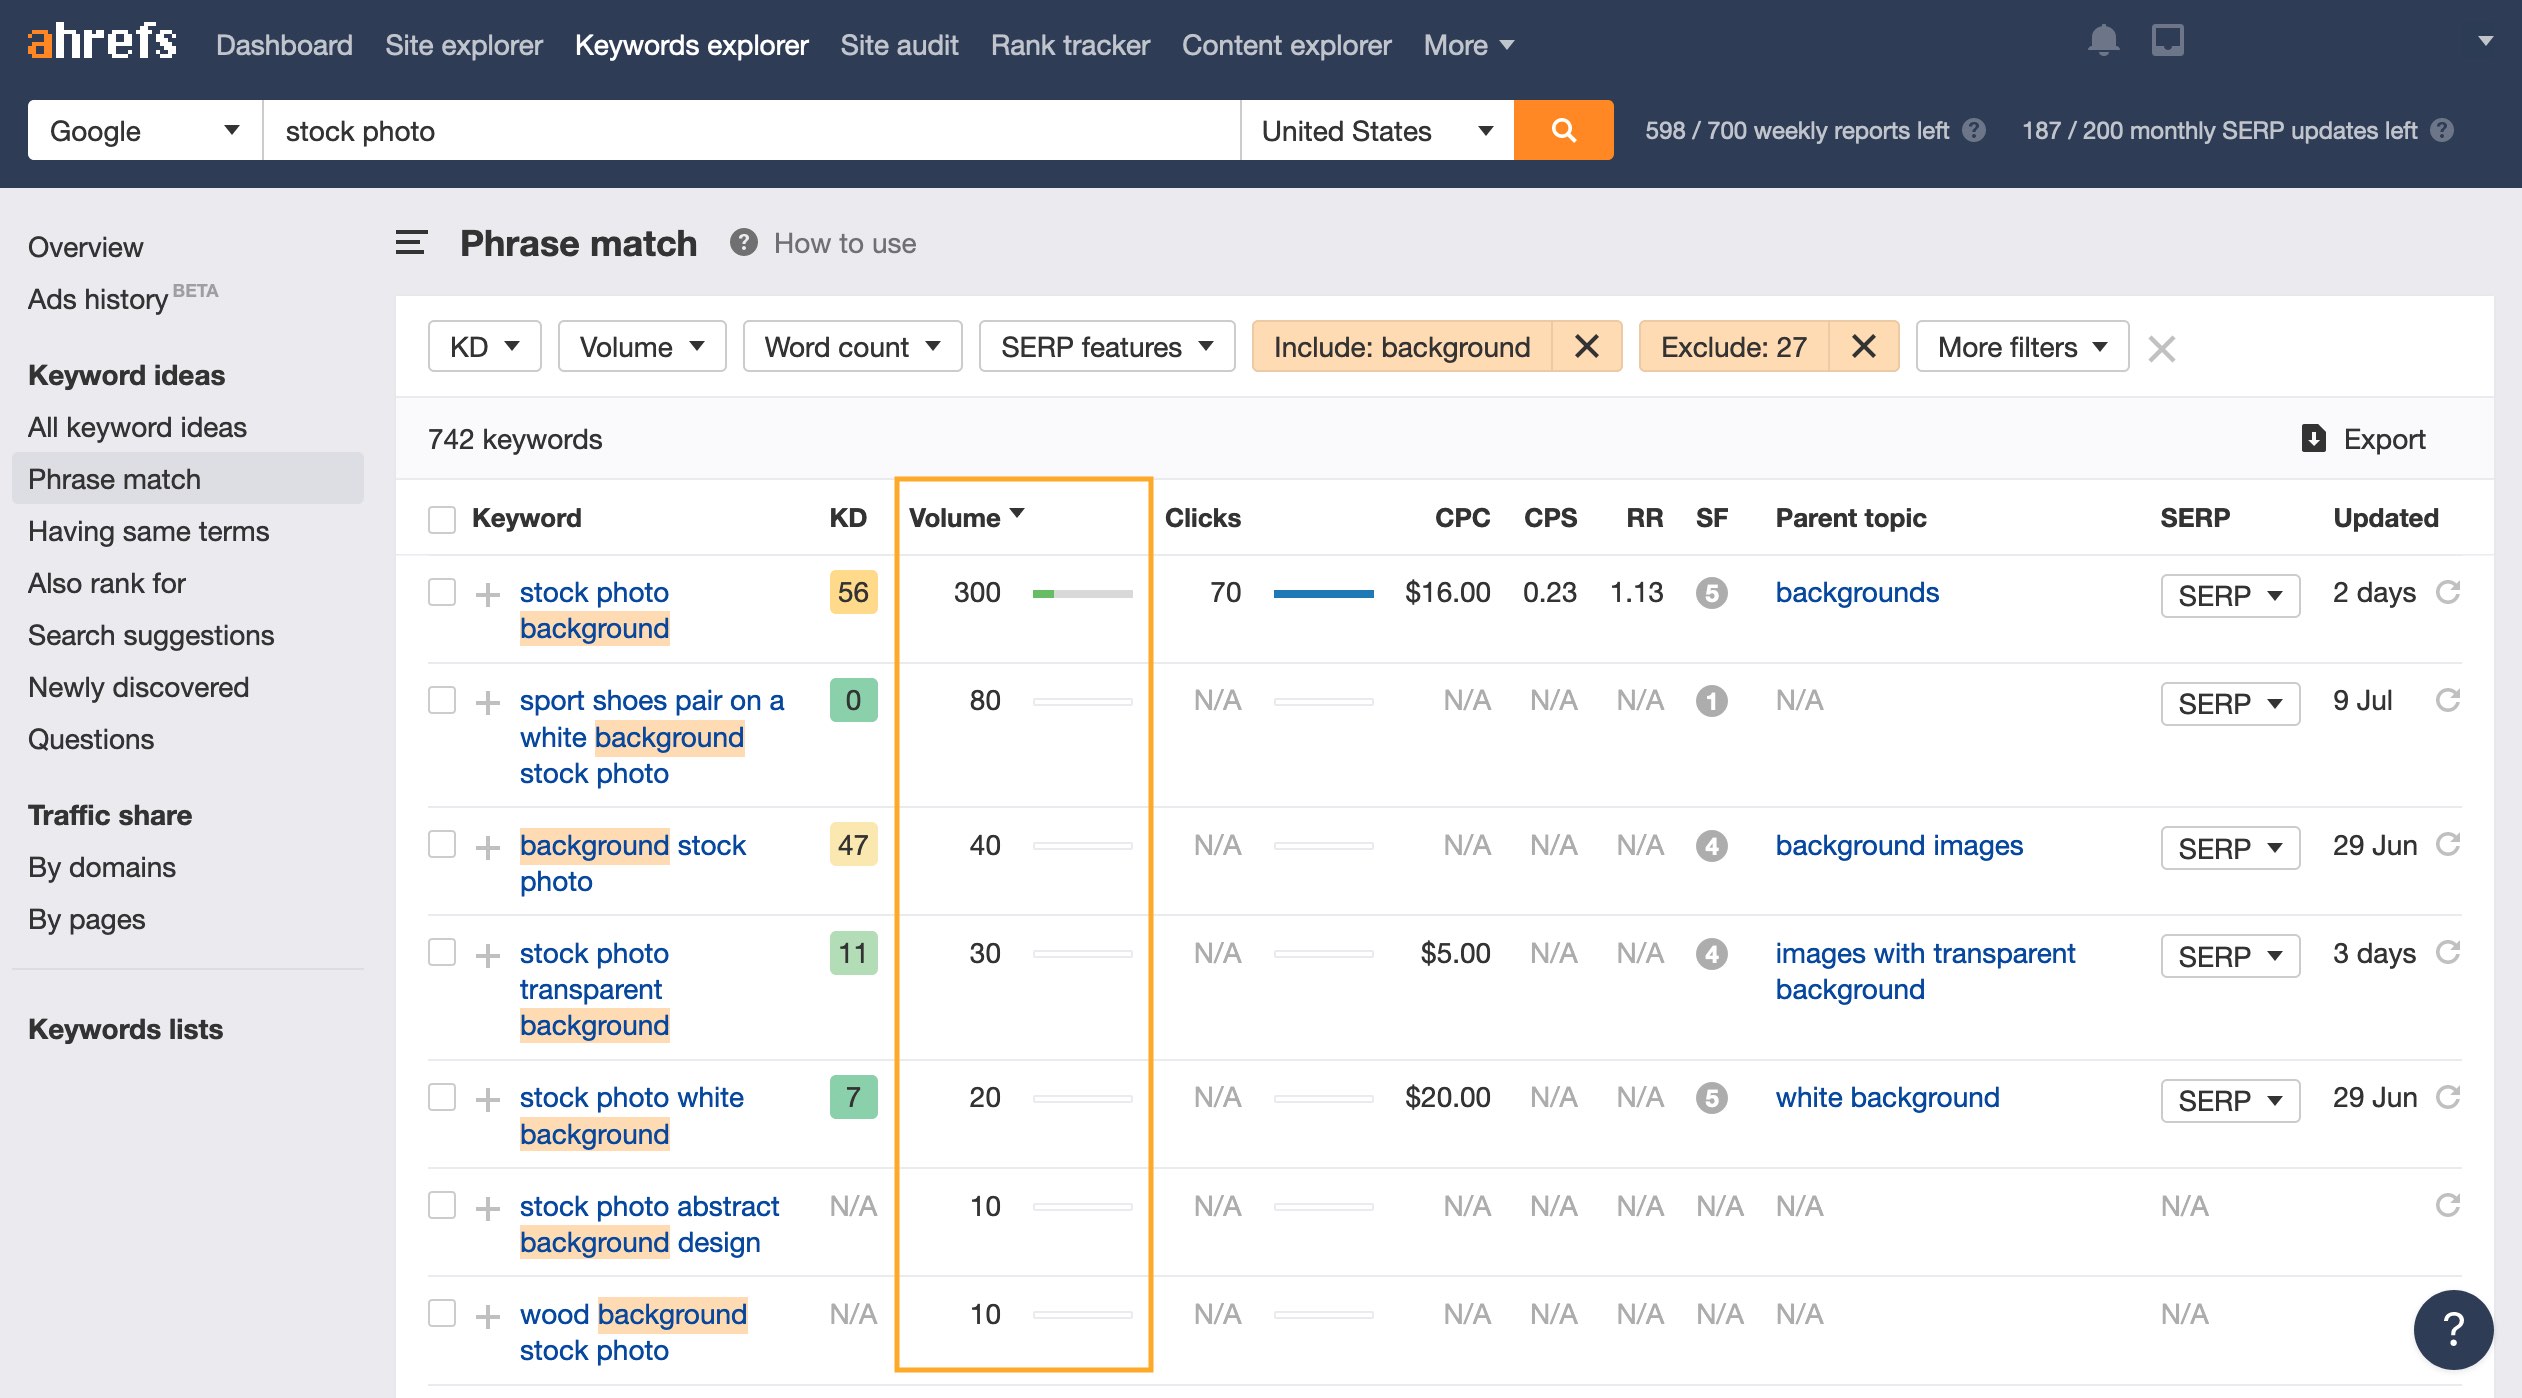 ahrefs Dashboard Site explorer Keywords explorer Site audit Rank tracker Content explorer More
Google stock photo United States 598 / 700 weekly reports left ? 187 / 200 monthly SERP updates left ?
Overview
Ads history BETA
Keyword ideas
All keyword ideas
Phrase match
Having same terms
Also rank for
Search suggestions
Newly discovered
Questions
Traffic share
By domains
By pages
Keywords lists
Phrase match ? How to use
KD Volume Word count SERP features Include: background Exclude: 27 More filters
742 keywords Export
Keyword KD Volume Clicks CPC CPS RR SF Parent topic SERP Updated
stock photo 56 300 70 $16.00 0.23 1.13 5 backgrounds SERP 2 days
background
sport shoes pair on a 0 80 N/A N/A N/A N/A 1 N/A SERP 9 Jul
white background
stock photo
background stock 47 40 N/A N/A N/A N/A 4 background images SERP 29 Jun
photo
stock photo 11 30 N/A $5.00 N/A N/A 4 images with transparent SERP 3 days
transparent background
background
stock photo white 7 20 N/A $20.00 N/A N/A 5 white background SERP 29 Jun
background
stock photo abstract N/A 10 N/A N/A N/A N/A N/A N/A N/A
background design
wood background N/A 10 N/A N/A N/A N/A N/A N/A N/A
stock photo
?